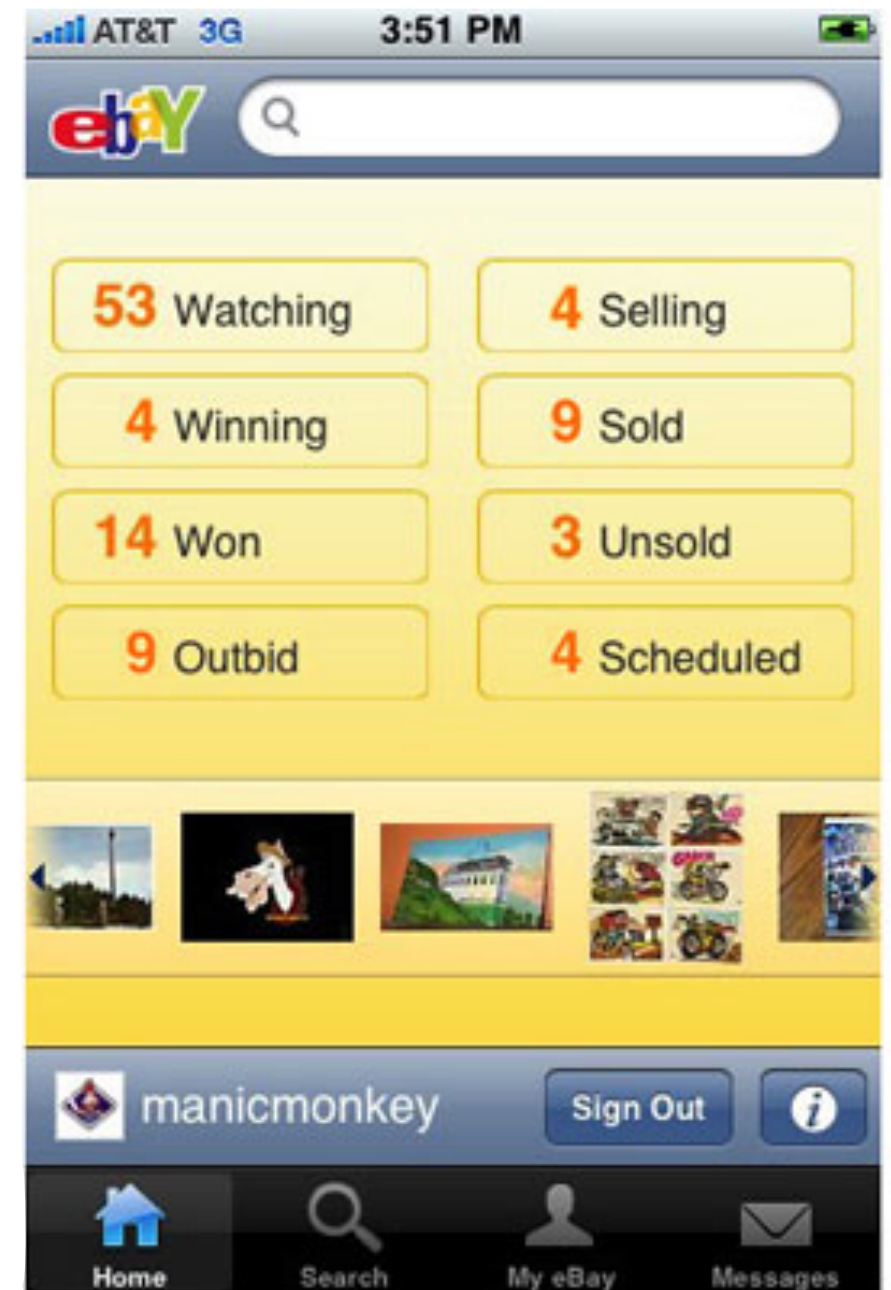 AT&T 3G 3:51 PM
ebaY
53 Watching
4 Selling
4 Winning
9 Sold
14 Won
3 Unsold
9 Outbid
4 Scheduled
manicmonkey Sign Out i
Home Search My eBay Messages